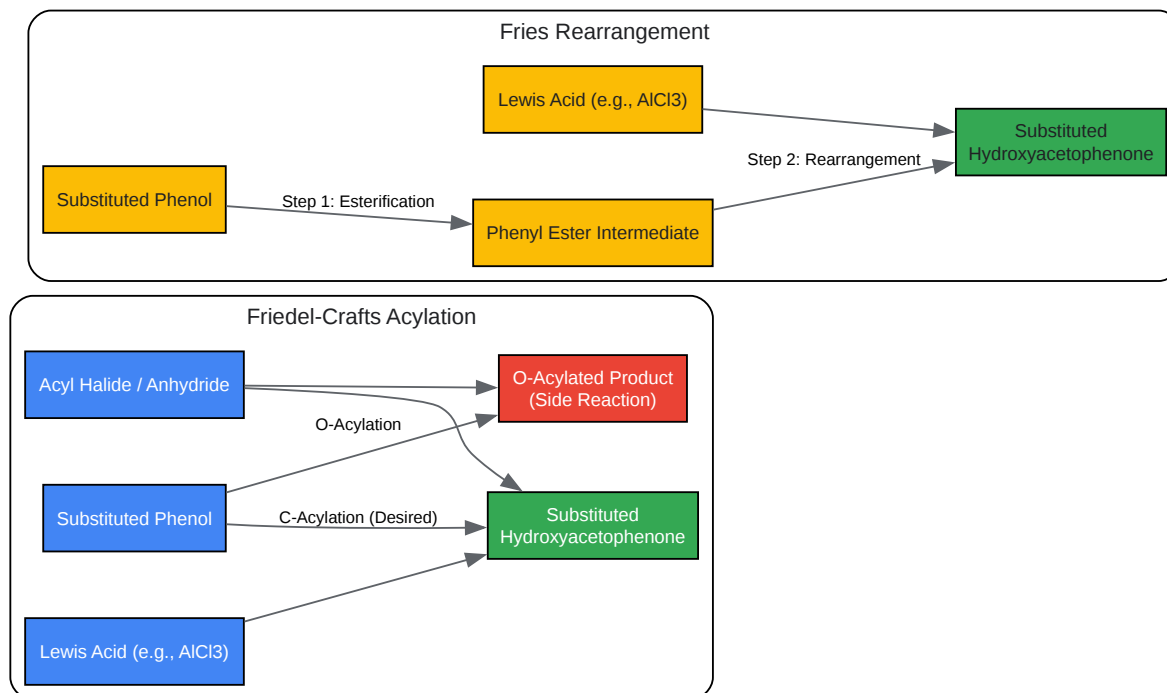 Fries Rearrangement
Lewis Acid (e.g., AlCl3)
Substituted
Hydroxyacetophenone
Step 2: Rearrangement
Substituted Phenol
Step 1: Esterification
Phenyl Ester Intermediate
Friedel-Crafts Acylation
Acyl Halide / Anhydride
O-Acylated Product
(Side Reaction)
O-Acylation
Substituted Phenol
C-Acylation (Desired)
Substituted
Hydroxyacetophenone
Lewis Acid (e.g., AlCl3)